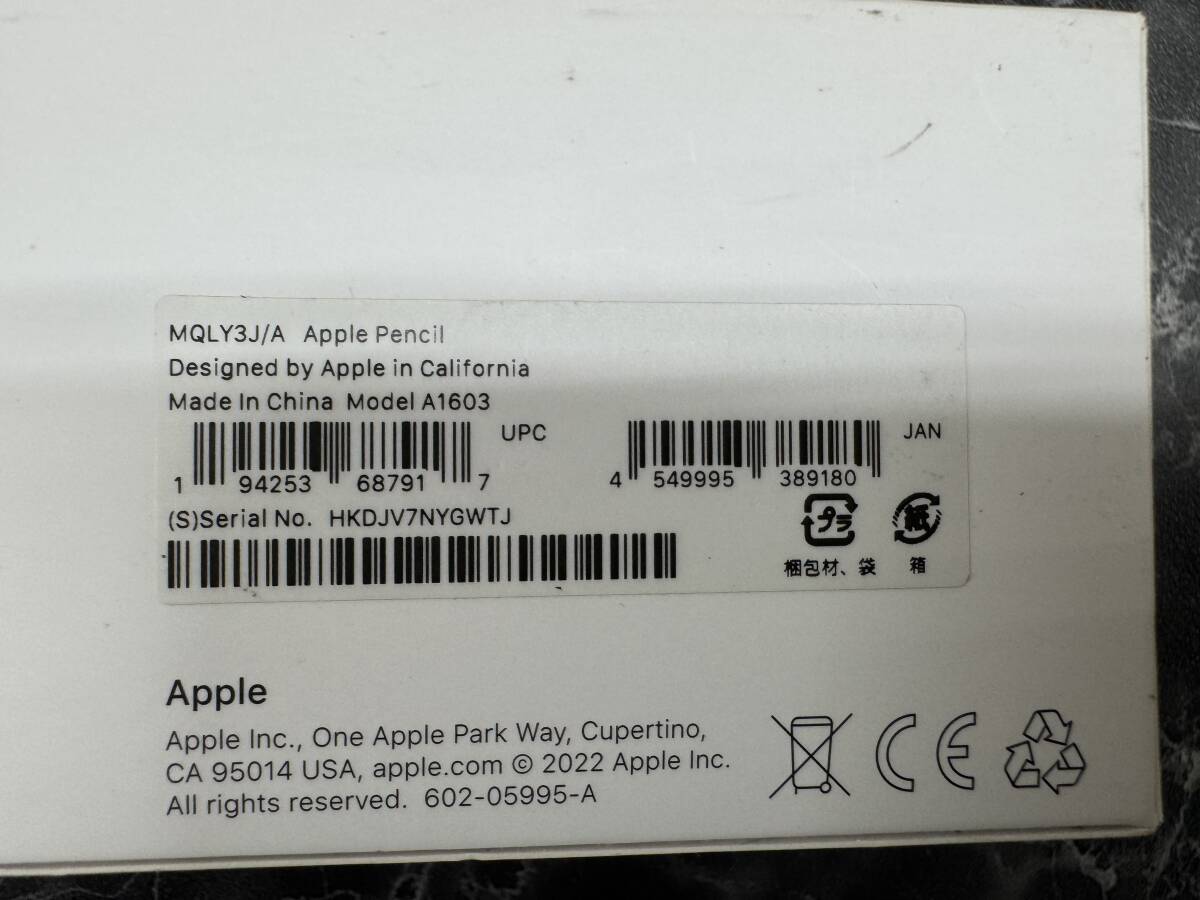 MQLY3J/A Apple Pencil
Designed by Apple in California
Made In China Model A1603
1 94253 68791 7 UPC
4 549995 389180 JAN
(S)Serial No. HKDJV7NYGWTJ
プラ 紙
梱包材、袋 箱
Apple
Apple Inc., One Apple Park Way, Cupertino,
CA 95014 USA, apple.com © 2022 Apple Inc.
All rights reserved. 602-05995-A
CE